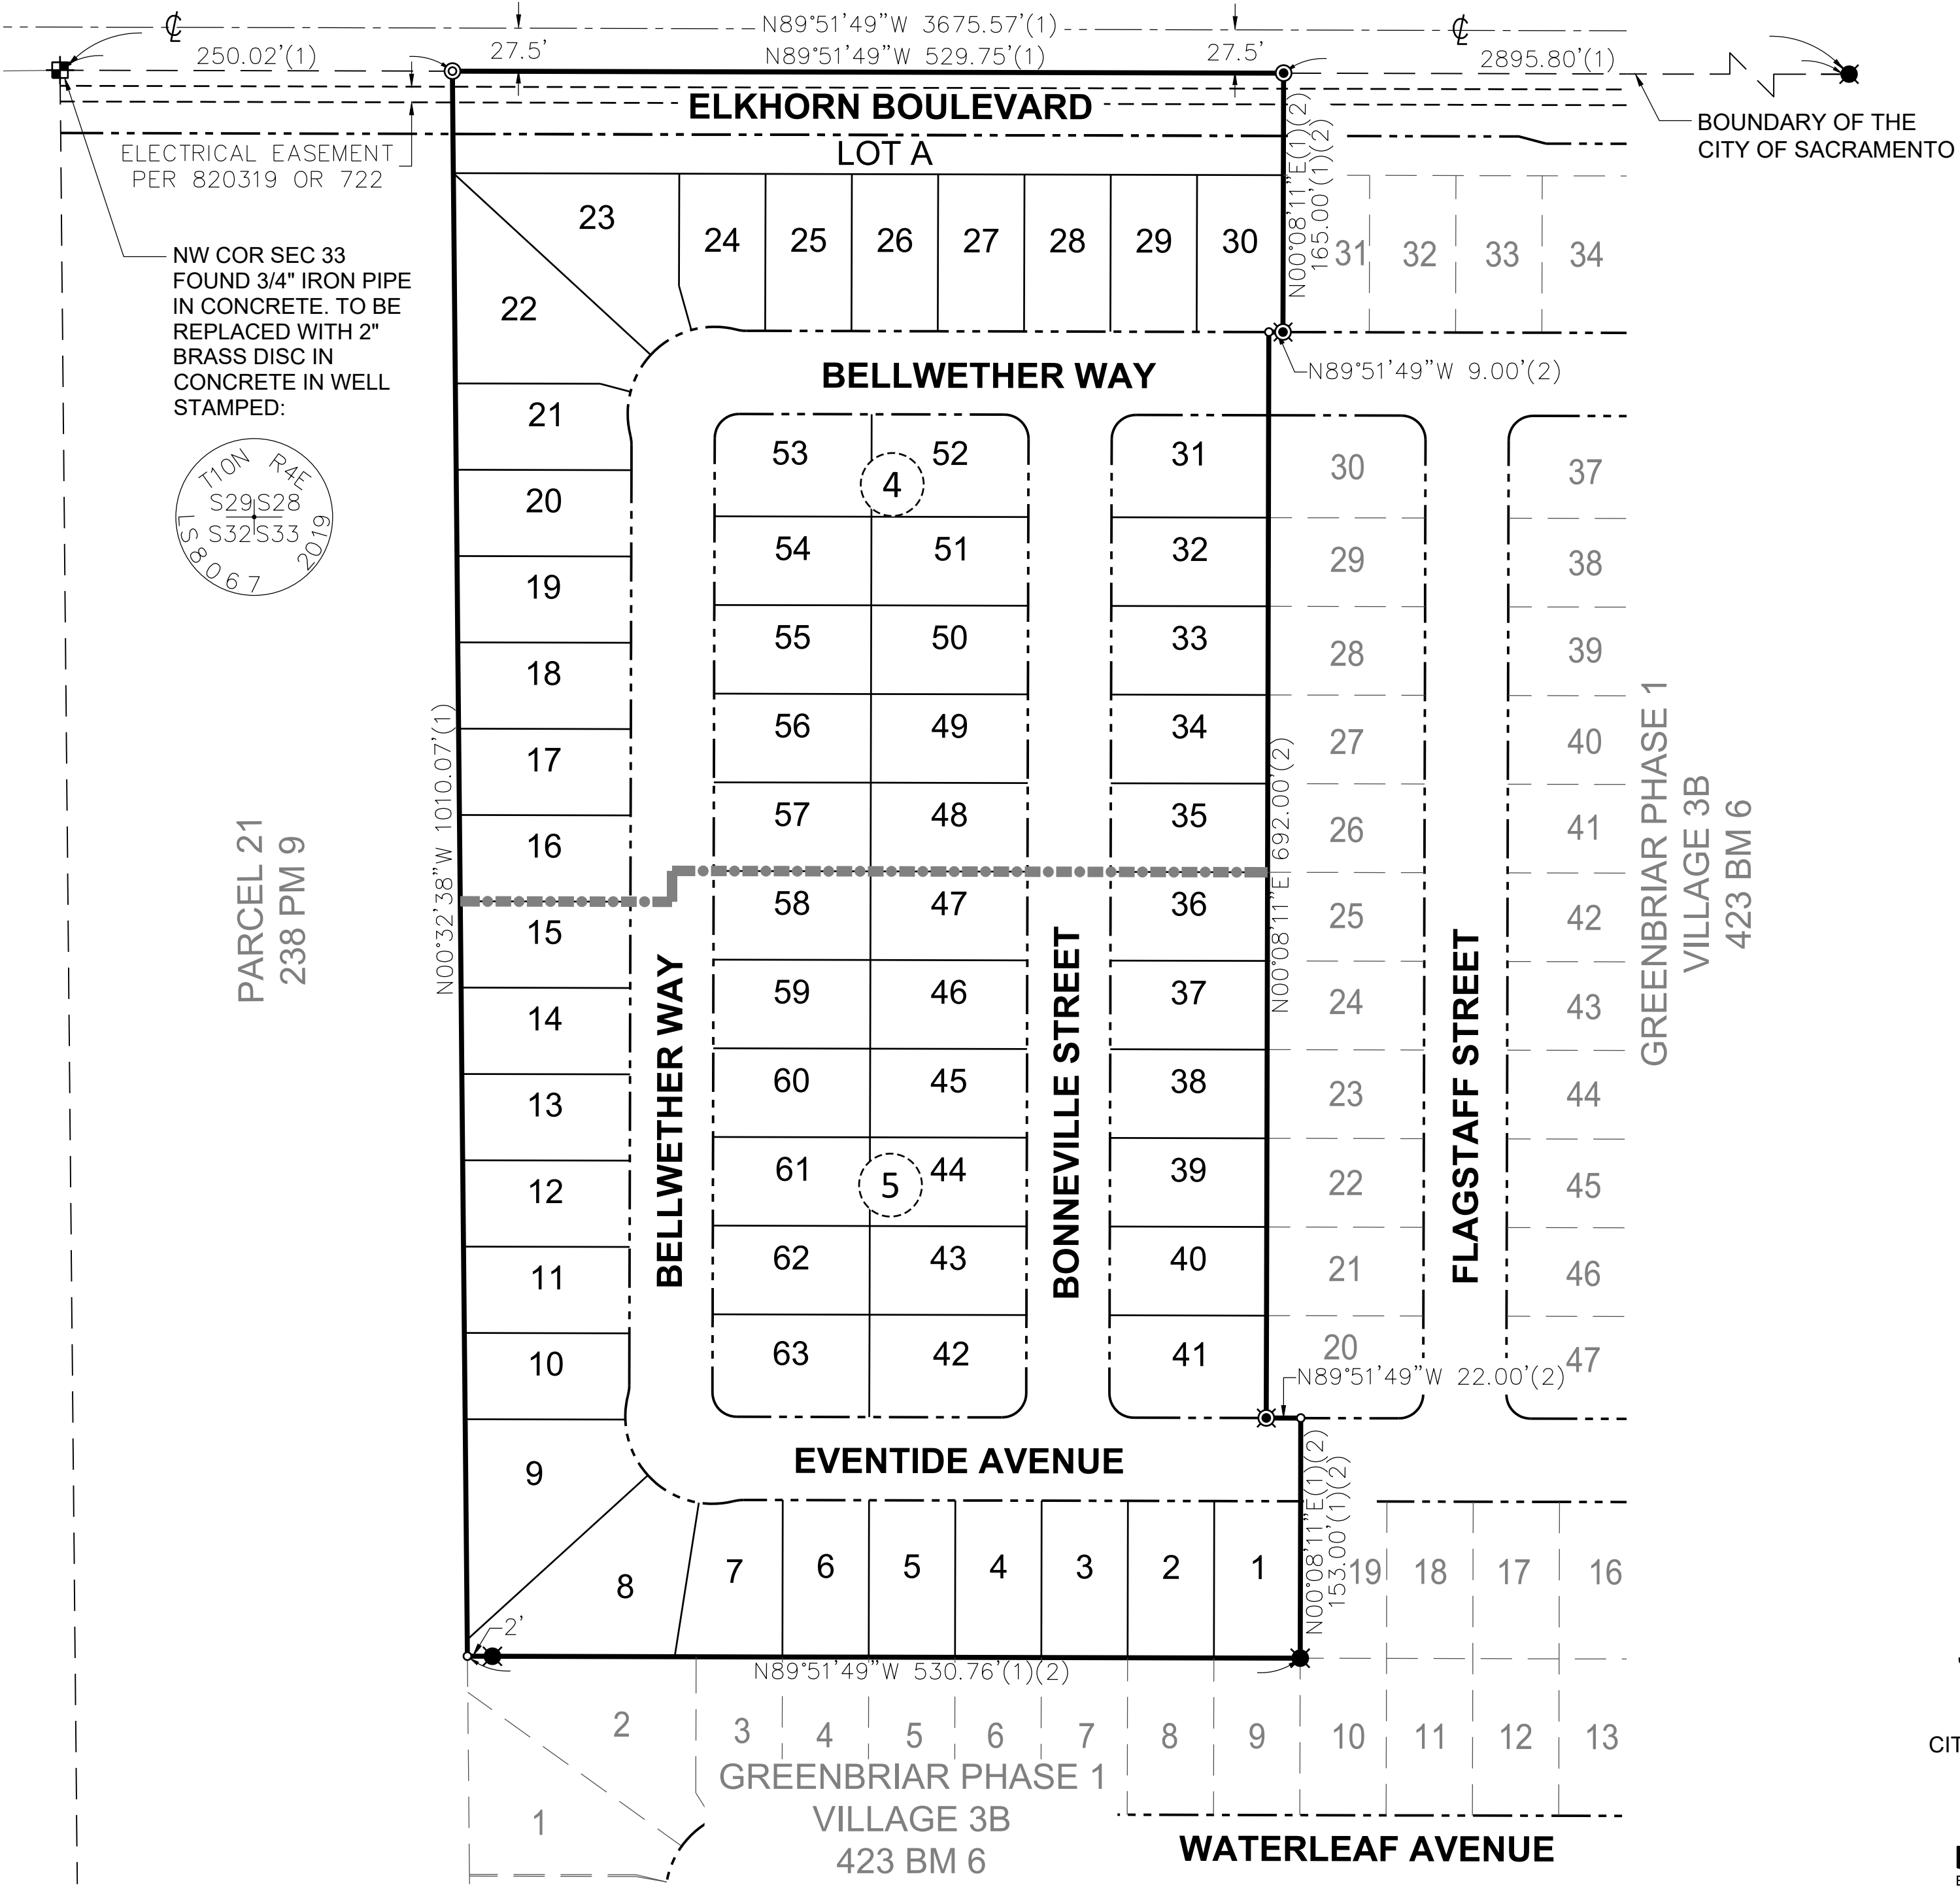 N89°51'49"W 3675.57'(1)
℄
℄
250.02'(1)
27.5'
N89°51'49"W 529.75'(1)
27.5'
2895.80'(1)
ELKHORN BOULEVARD
BOUNDARY OF THE
CITY OF SACRAMENTO
ELECTRICAL EASEMENT
PER 820319 OR 722
LOT A
N00°08'11"E(1)(2)
165.00'(1)(2)
NW COR SEC 33
FOUND 3/4" IRON PIPE
IN CONCRETE. TO BE
REPLACED WITH 2"
BRASS DISC IN
CONCRETE IN WELL
STAMPED:
T10N R4E
S29 S28
S32 S33
LS 8067 2019
23
24
25
26
27
28
29
30
31
32
33
34
22
BELLWETHER WAY
N89°51'49"W 9.00'(2)
21
53
52
31
30
37
4
20
54
51
32
29
38
19
55
50
33
28
39
18
56
49
34
27
40
17
57
48
35
26
41
16
58
47
36
25
42
15
59
46
37
24
43
14
60
45
38
23
44
13
61
44
39
22
45
5
12
62
43
40
21
46
11
63
42
41
20
47
10
N00°32'38"W 1010.07'(1)
PARCEL 21
238 PM 9
BELLWETHER WAY
BONNEVILLE STREET
N00°08'11"E 692.00'(2)
FLAGSTAFF STREET
GREENBRIAR PHASE 1
VILLAGE 3B
423 BM 6
N89°51'49"W 22.00'(2)
EVENTIDE AVENUE
9
N00°08'11"E(1)(2)
153.00'(1)(2)
8
7
6
5
4
3
2
1
19
18
17
16
2'
N89°51'49"W 530.76'(1)(2)
2
3
4
5
6
7
8
9
10
11
12
13
1
GREENBRIAR PHASE 1
VILLAGE 3B
423 BM 6
WATERLEAF AVENUE
CIT